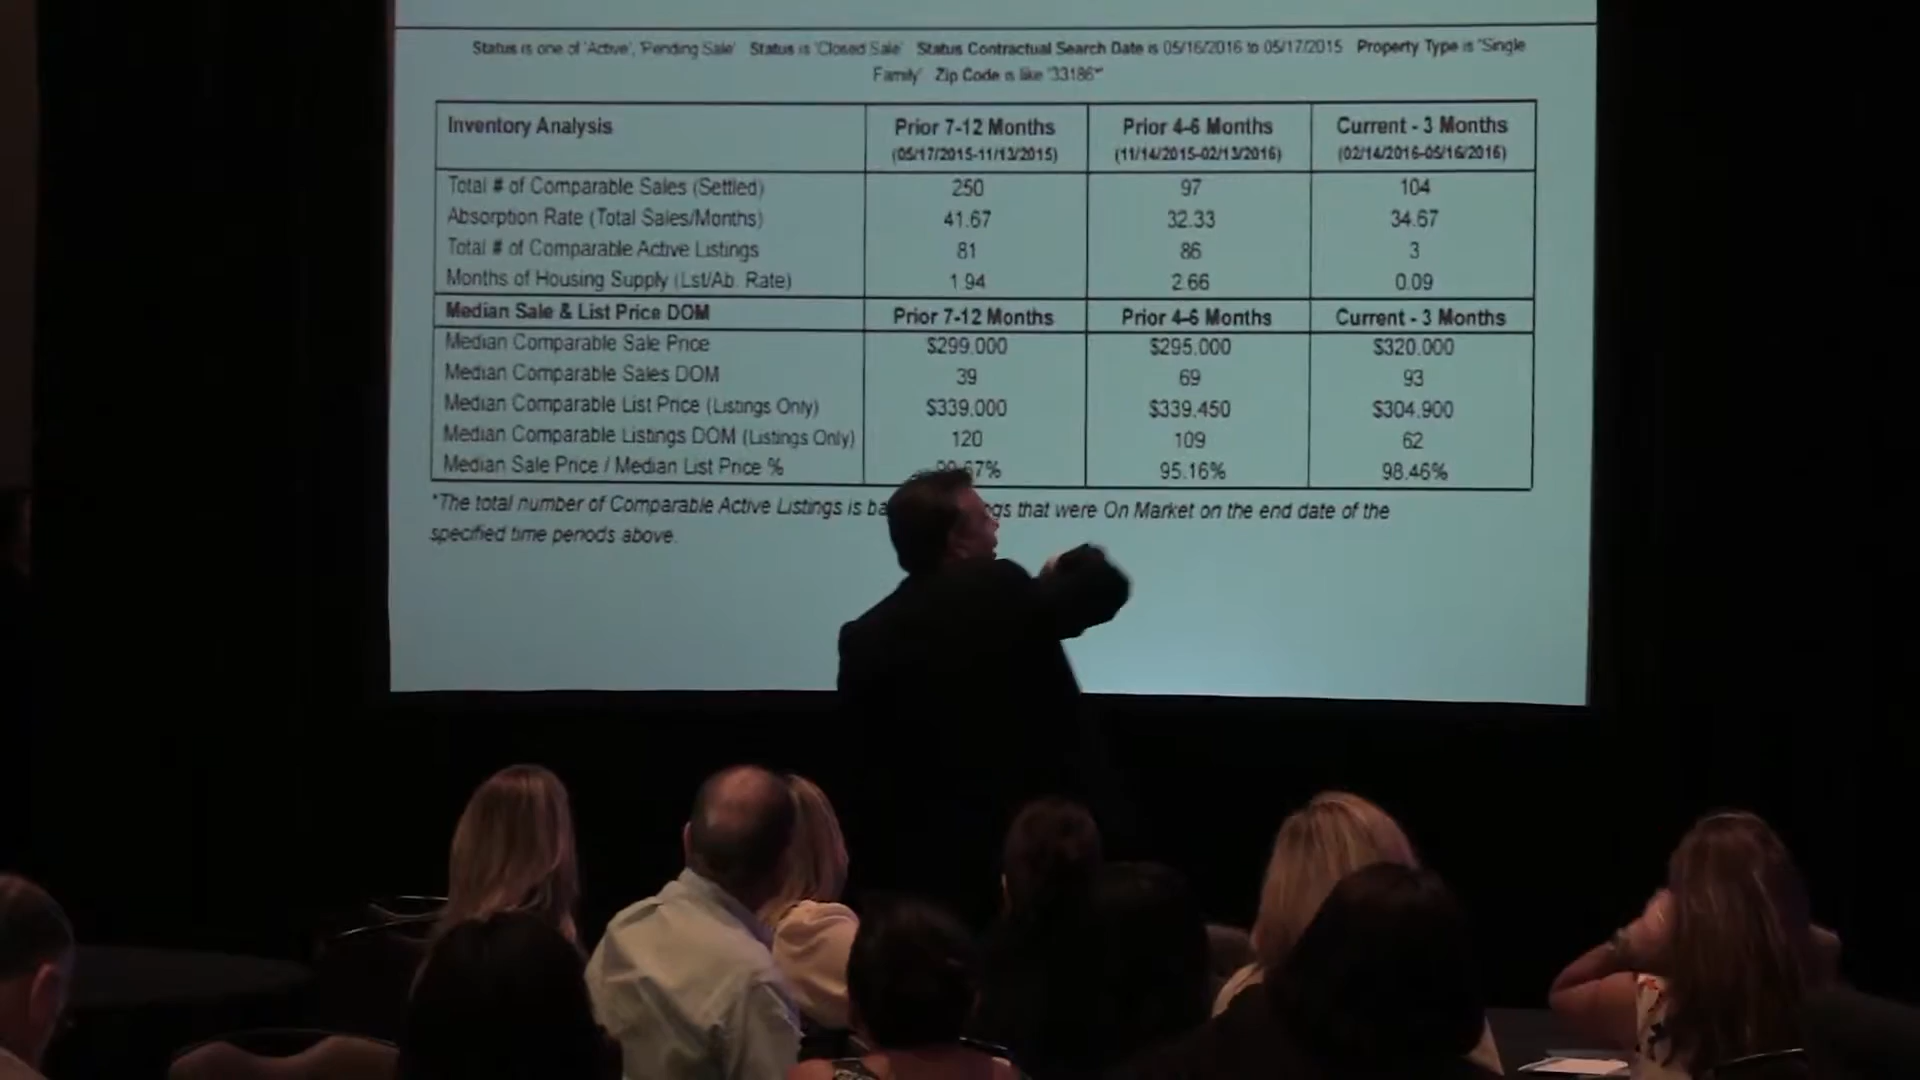 Status is one of 'Active', 'Pending Sale' Status is 'Closed Sale' Status Contractual Search Date is 05/16/2016 to 05/17/2015 Property Type is 'Single
Family' Zip Code is like '33186*'
Inventory Analysis Prior 7-12 Months Prior 4-6 Months Current - 3 Months
(05/17/2015-11/13/2015) (11/14/2015-02/13/2016) (02/14/2016-05/16/2016)
Total # of Comparable Sales (Settled) 250 97 104
Absorption Rate (Total Sales/Months) 41.67 32.33 34.67
Total # of Comparable Active Listings 81 86 3
Months of Housing Supply (Lst/Ab. Rate) 1.94 2.66 0.09
Median Sale & List Price DOM Prior 7-12 Months Prior 4-6 Months Current - 3 Months
Median Comparable Sale Price $299,000 $295,000 $320,000
Median Comparable Sales DOM 39 69 93
Median Comparable List Price (Listings Only) $339,000 $339,450 $304,900
Median Comparable Listings DOM (Listings Only) 120 109 62
Median Sale Price / Median List Price % 95.16% 98.46%
*The total number of Comparable Active Listings is that were On Market on the end date of the
specified time periods above.